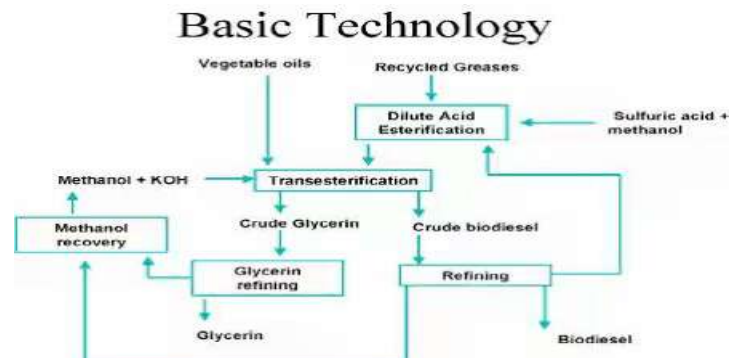 Basic Technology
Vegetable oils
Recycled Greases
Dilute Acid
Esterification
Sulfuric acid +
methanol
Methanol + KOH
Transesterification
Methanol
recovery
Crude Glycerin
Crude biodiesel
Glycerin
refining
Refining
Glycerin
Biodiesel